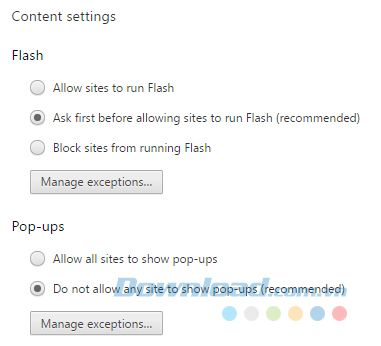 Content settings
Flash
Allow sites to run Flash
Ask first before allowing sites to run Flash (recommended)
Block sites from running Flash
Manage exceptions...
Pop-ups
Allow all sites to show pop-ups
Do not allow any site to show pop-ups (recommended)
Download.com.vn
Manage exceptions...